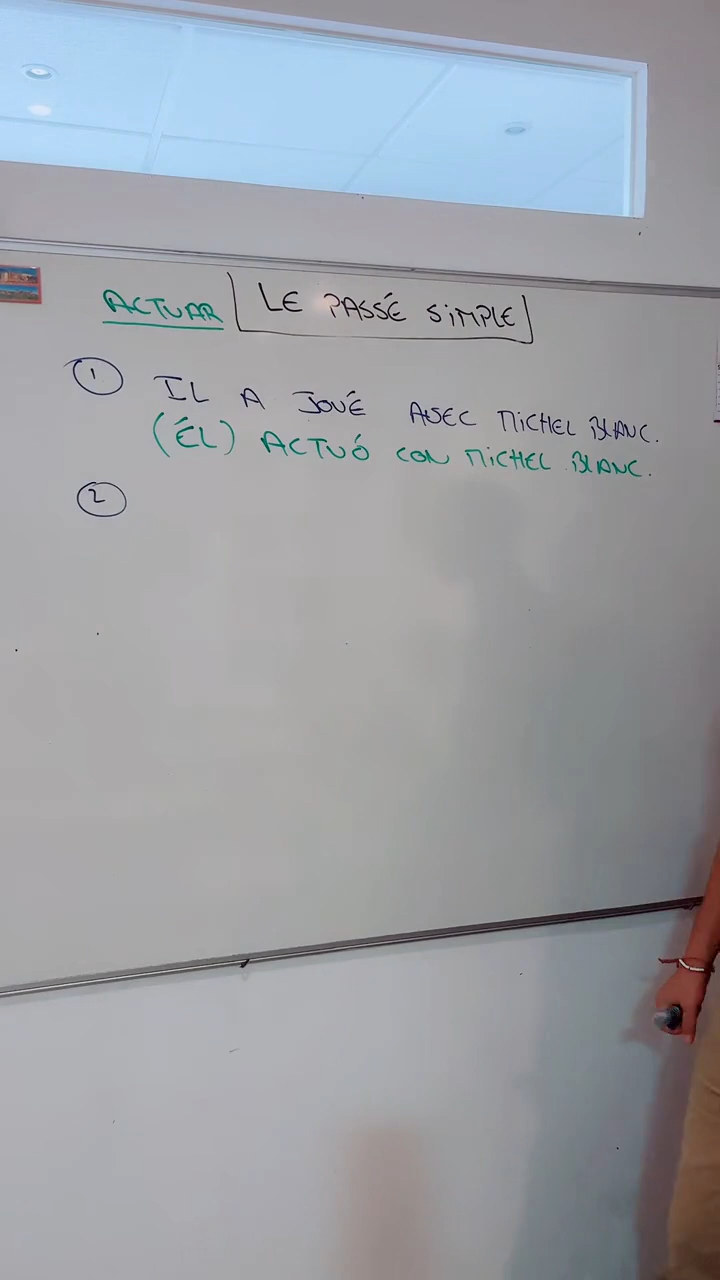 ACTUAR LE PASSÉ SiMPLE
1 IL A JOUÉ AVEC MiCHEL BLANC.
(ÉL) ACTUÓ CON MiCHEL BLANC.
2